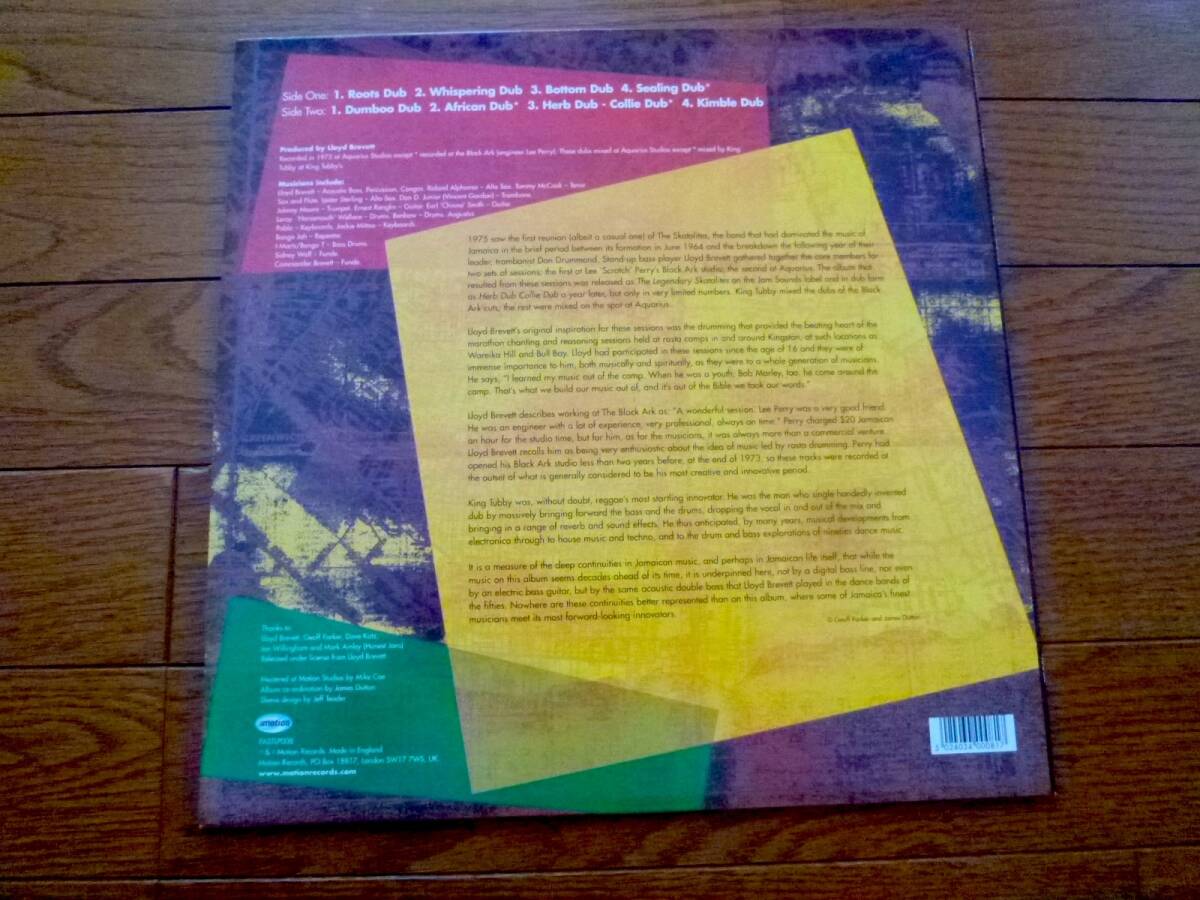 Side One: 1. Roots Dub 2. Whispering Dub 3. Bottom Dub 4. Sealing Dub*
Side Two: 1. Dumboo Dub 2. African Dub* 3. Herb Dub - Collie Dub* 4. Kimble Dub
Produced by Lloyd Brevett
Recorded in 1975 at Aquarius Studios except * recorded at the Black Ark (engineer Lee Perry). These dubs mixed at Aquarius Studios except * mixed by King
Tubby at King Tubby's
Musicians include:
Lloyd Brevett – Acoustic Bass, Percussion, Congos. Roland Alphonso – Alto Sax. Tommy McCook – Tenor
Sax and Flute. Lester Sterling – Alto Sax. Don D. Junior (Vincent Gordon) – Trombone.
Johnny Moore – Trumpet. Ernest Ranglin – Guitar. Earl 'Chinna' Smith – Guitar.
Leroy 'Horsemouth' Wallace – Drums. Benbow – Drums. Augustus
Pablo – Keyboards. Jackie Mittoo – Keyboards.
Bongo Jah – Repeater.
I-Marts/Bongo T – Bass Drums.
Sidney Wolf – Funde.
Commander Brevett – Funde.
1975 saw the first reunion (albeit a casual one) of The Skatalites, the band that had dominated the music of
Jamaica in the brief period between its formation in June 1964 and the breakdown the following year of their
leader, trombonist Don Drummond. Stand-up bass player Lloyd Brevett gathered together the core members for
two sets of sessions; the first at Lee 'Scratch' Perry's Black Ark studio; the second at Aquarius. The album that
resulted from these sessions was released as The Legendary Skatalites on the Jam Sounds label and in dub form
as Herb Dub Collie Dub a year later, but only in very limited numbers. King Tubby mixed the dubs of the Black
Ark cuts, the rest were mixed on the spot at Aquarius.
Lloyd Brevett's original inspiration for these sessions was the drumming that provided the beating heart of the
marathon chanting and reasoning sessions held at rasta camps in and around Kingston, at such locations as
Wareika Hill and Bull Bay. Lloyd had participated in these sessions since the age of 16 and they were of
immense importance to him, both musically and spiritually, as they were to a whole generation of musicians.
He says, "I learned my music out of the camp. When he was a youth, Bob Marley, too, he come around the
camp. That's what we build our music out of, and it's out of the Bible we took our words."
Lloyd Brevett describes working at The Black Ark as: "A wonderful session. Lee Perry was a very good friend.
He was an engineer with a lot of experience, very professional, always on time." Perry charged $20 Jamaican
an hour for the studio time, but for him, as for the musicians, it was always more than a commercial venture.
Lloyd Brevett recalls him as being very enthusiastic about the idea of music led by rasta drumming. Perry had
opened his Black Ark studio less than two years before, at the end of 1973, so these tracks were recorded at
the outset of what is generally considered to be his most creative and innovative period.
King Tubby was, without doubt, reggae's most startling innovator. He was the man who single handedly invented
dub by massively bringing forward the bass and the drums, dropping the vocal in and out of the mix and
bringing in a range of reverb and sound effects. He thus anticipated, by many years, musical developments from
electronica through to house music and techno, and to the drum and bass explorations of nineties dance music.
It is a measure of the deep continuities in Jamaican music, and perhaps in Jamaican life itself, that while the
music on this album seems decades ahead of its time, it is underpinned here, not by a digital bass line, nor even
by an electric bass guitar, but by the same acoustic double bass that Lloyd Brevett played in the dance bands of
the fifties. Nowhere are these continuities better represented than on this album, where some of Jamaica's finest
musicians meet its most forward-looking innovators.
© Geoff Parker and James Dutton
Thanks to:
Lloyd Brevett, Geoff Parker, Dave Katz,
Ian Willingham and Mark Ainley (Honest Jons)
Released under license from Lloyd Brevett.
Mastered at Motion Studios by Mike Coe
Album co-ordination by James Dutton
Sleeve design by Jeff Teader
motion
FASTLP008
Motion Records. Made in England.
Motion Records, PO Box 18817, London SW17 7WS, UK.
www.motionrecords.com
5 028038 000817